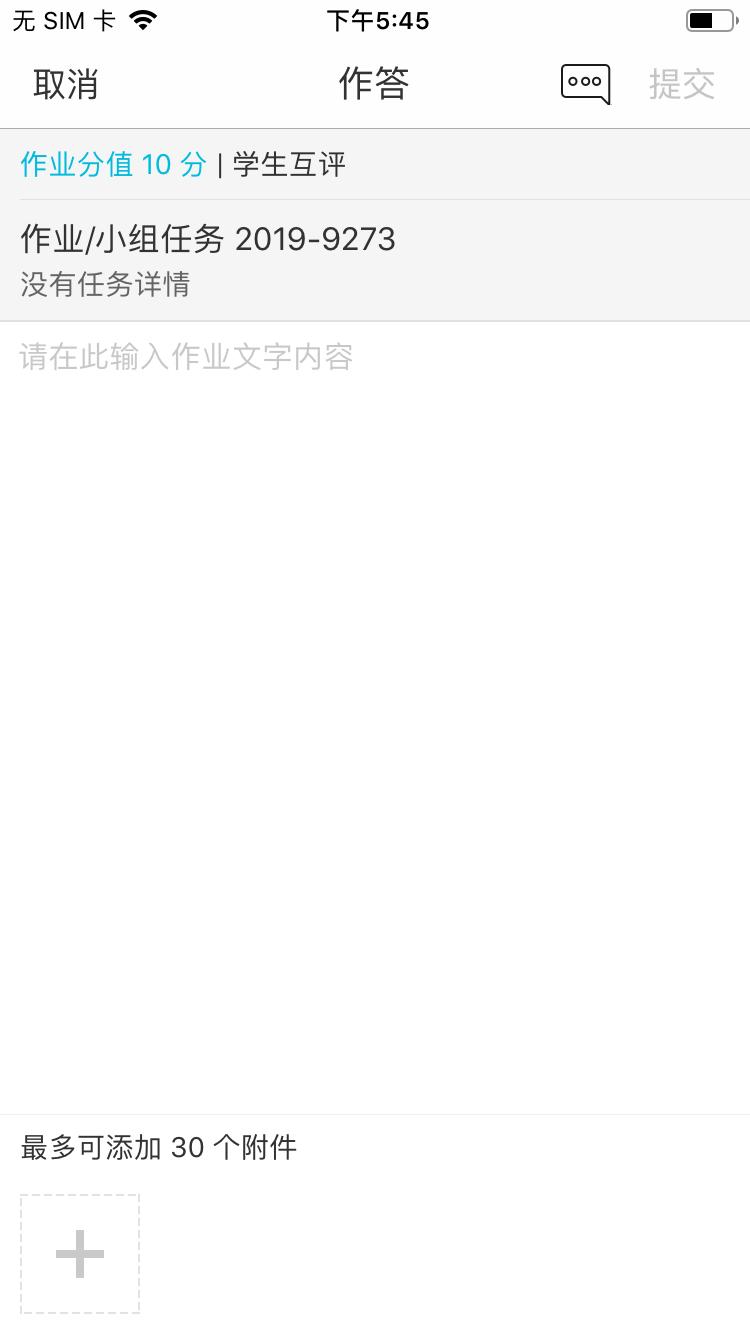 无 SIM 卡 下午5:45
取消 作答 提交
作业分值 10 分 | 学生互评
作业/小组任务 2019-9273
没有任务详情
请在此输入作业文字内容
最多可添加 30 个附件